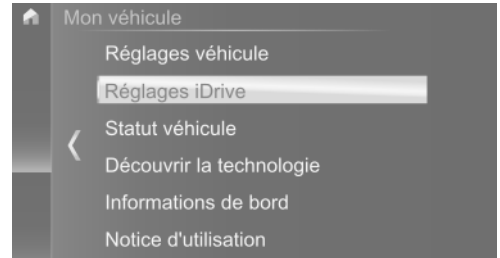 Mon véhicule
Réglages véhicule
Réglages iDrive
Statut véhicule
Découvrir la technologie
Informations de bord
Notice d'utilisation